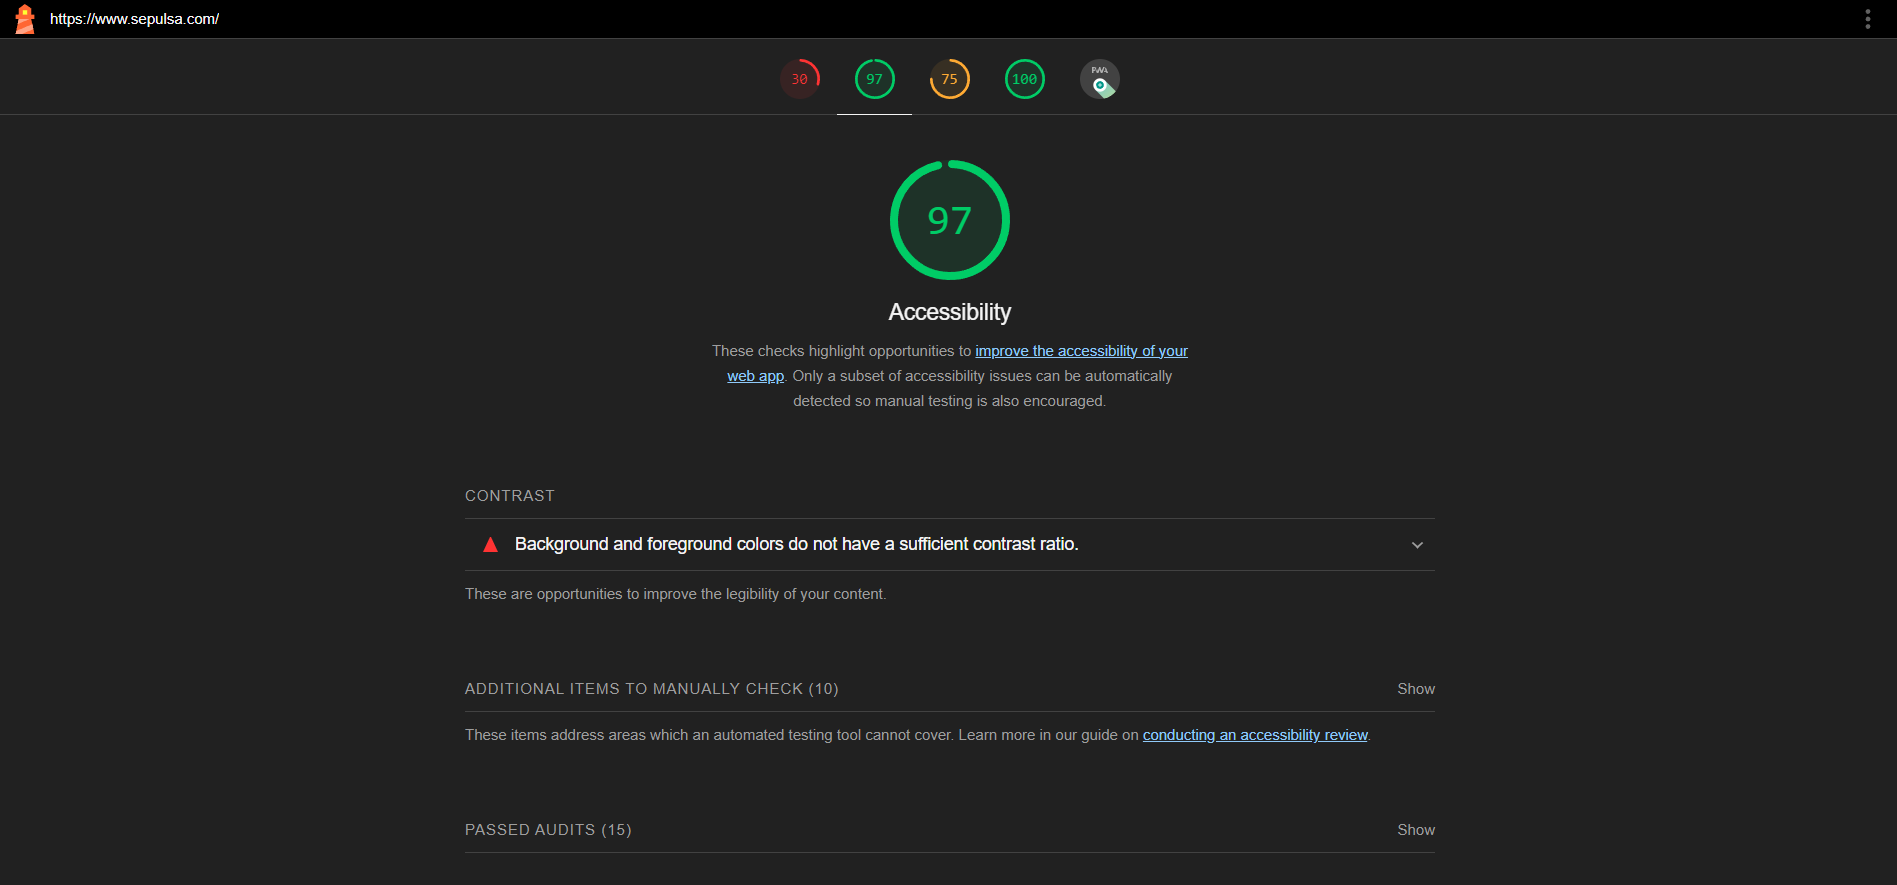 https://www.sepulsa.com/
30
97
75
100
PWA
97
Accessibility
These checks highlight opportunities to improve the accessibility of your
web app. Only a subset of accessibility issues can be automatically
detected so manual testing is also encouraged.
CONTRAST
Background and foreground colors do not have a sufficient contrast ratio.
These are opportunities to improve the legibility of your content.
ADDITIONAL ITEMS TO MANUALLY CHECK (10)
Show
These items address areas which an automated testing tool cannot cover. Learn more in our guide on conducting an accessibility review.
PASSED AUDITS (15)
Show